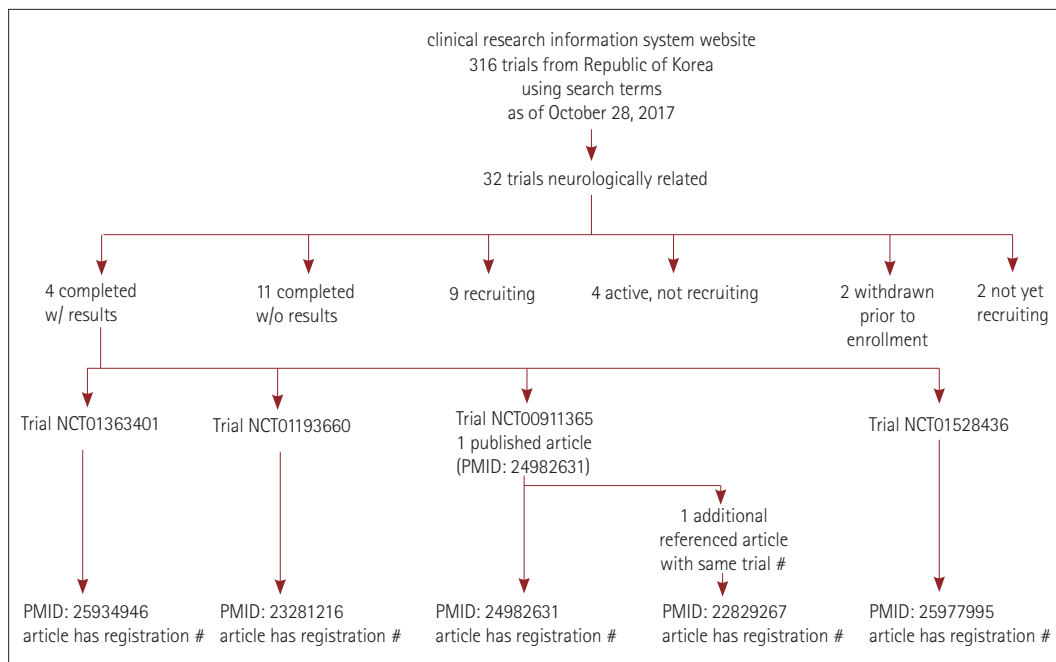 clinical research information system website
316 trials from Republic of Korea
using search terms
as of October 28, 2017
32 trials neurologically related
4 completed
w/ results
11 completed
w/o results
9 recruiting
4 active, not recruiting
2 withdrawn
prior to
enrollment
2 not yet
recruiting
Trial NCT01363401
Trial NCT01193660
Trial NCT00911365
1 published article
(PMID: 24982631)
Trial NCT01528436
1 additional
referenced article
with same trial #
PMID: 25934946
article has registration #
PMID: 23281216
article has registration #
PMID: 24982631
article has registration #
PMID: 22829267
article has registration #
PMID: 25977995
article has registration #